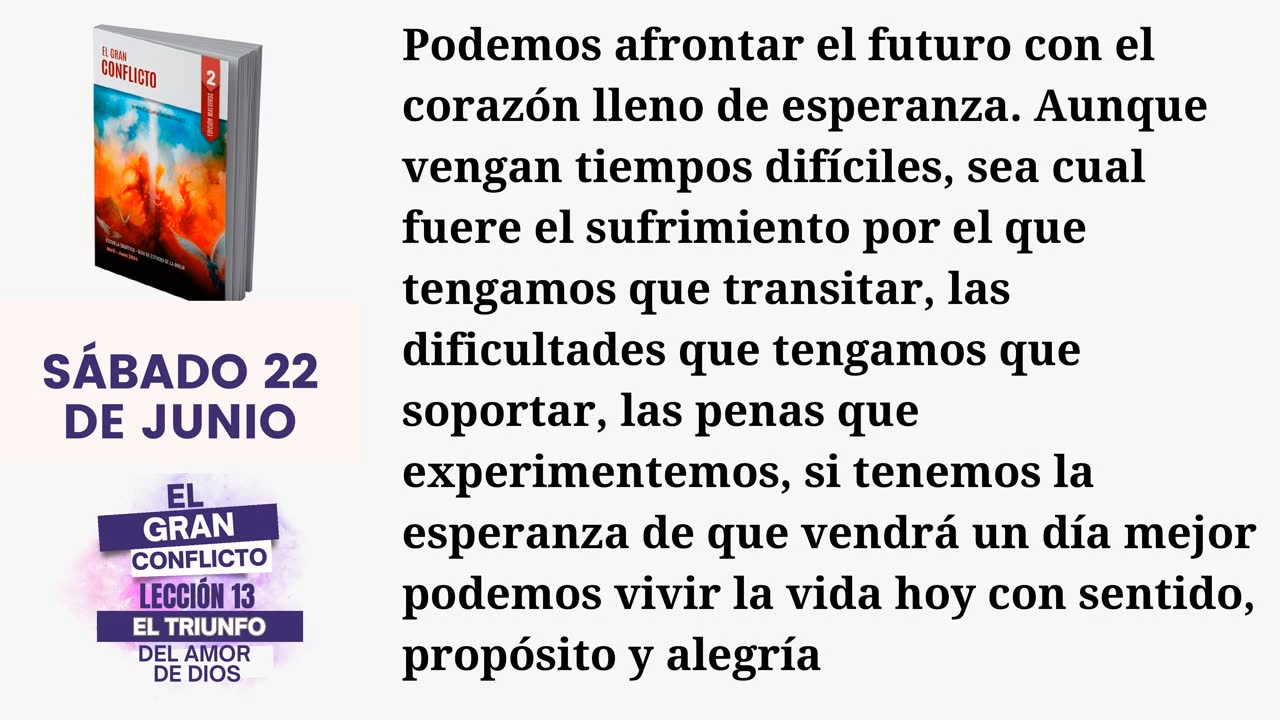 EL GRAN
CONFLICTO
2
SÁBADO 22
DE JUNIO
EL
GRAN
CONFLICTO
LECCIÓN 13
EL TRIUNFO
DEL AMOR
DE DIOS
Podemos afrontar el futuro con el
corazón lleno de esperanza. Aunque
vengan tiempos difíciles, sea cual
fuere el sufrimiento por el que
tengamos que transitar, las
dificultades que tengamos que
soportar, las penas que
experimentemos, si tenemos la
esperanza de que vendrá un día mejor
podemos vivir la vida hoy con sentido,
propósito y alegría